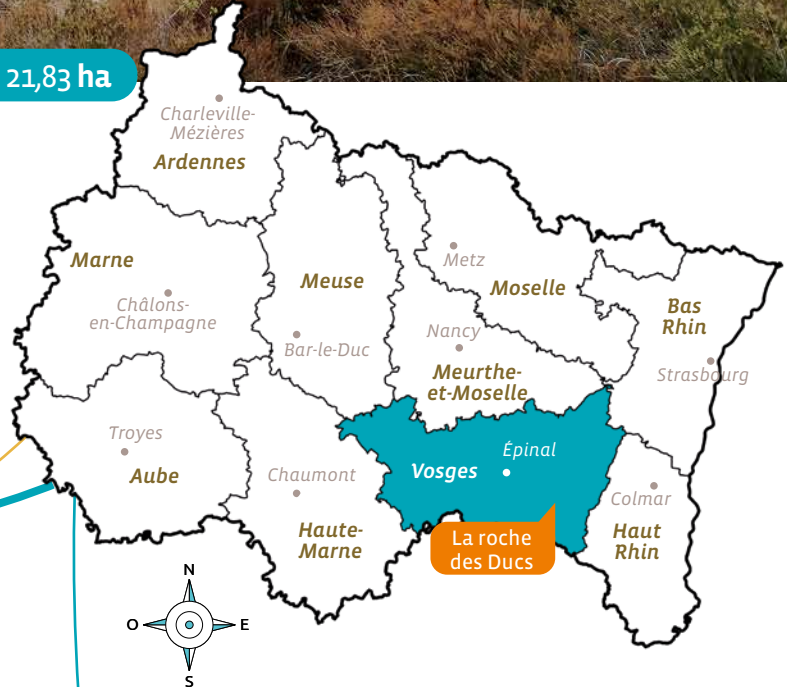 21,83 ha
Charleville-
Mézières
Ardennes
Marne
Châlons-
en-Champagne
Meuse
Bar-le-Duc
Metz
Moselle
Nancy
Meurthe-
et-Moselle
Bas
Rhin
Strasbourg
Troyes
Aube
Chaumont
Haute-
Marne
Vosges
Épinal
La roche
des Ducs
Colmar
Haut
Rhin
N
O
E
S